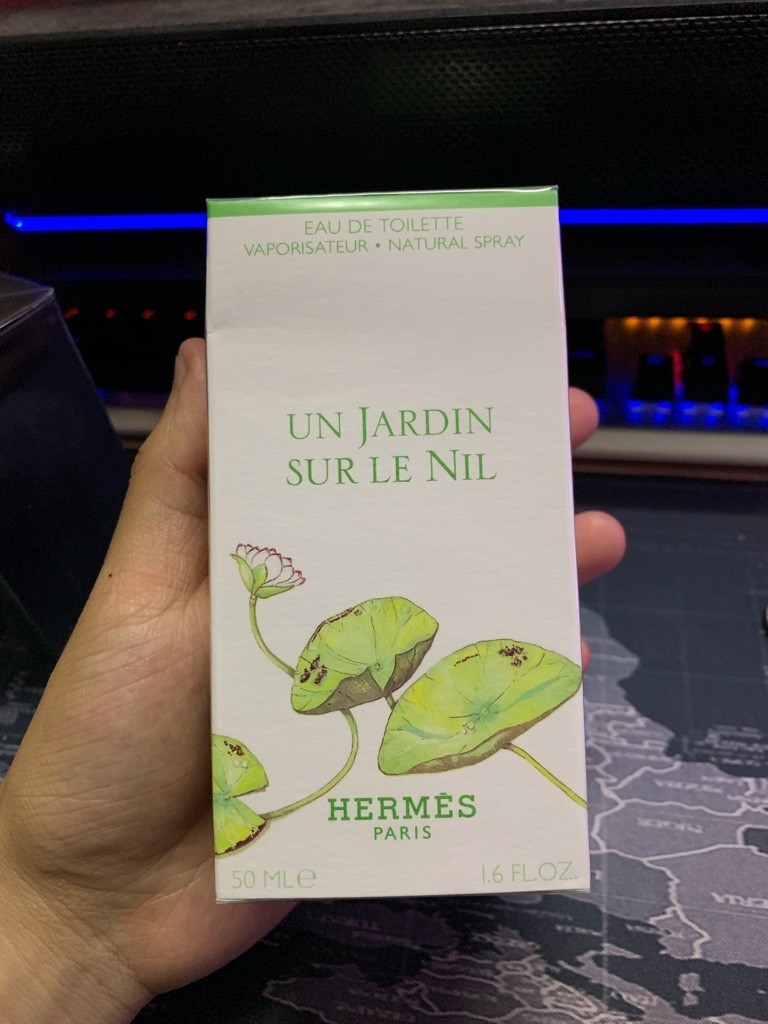 EAU DE TOILETTE
VAPORISATEUR • NATURAL SPRAY
UN JARDIN
SUR LE NIL
HERMÈS
PARIS
50 ML℮
1.6 FL.OZ.
NIGER